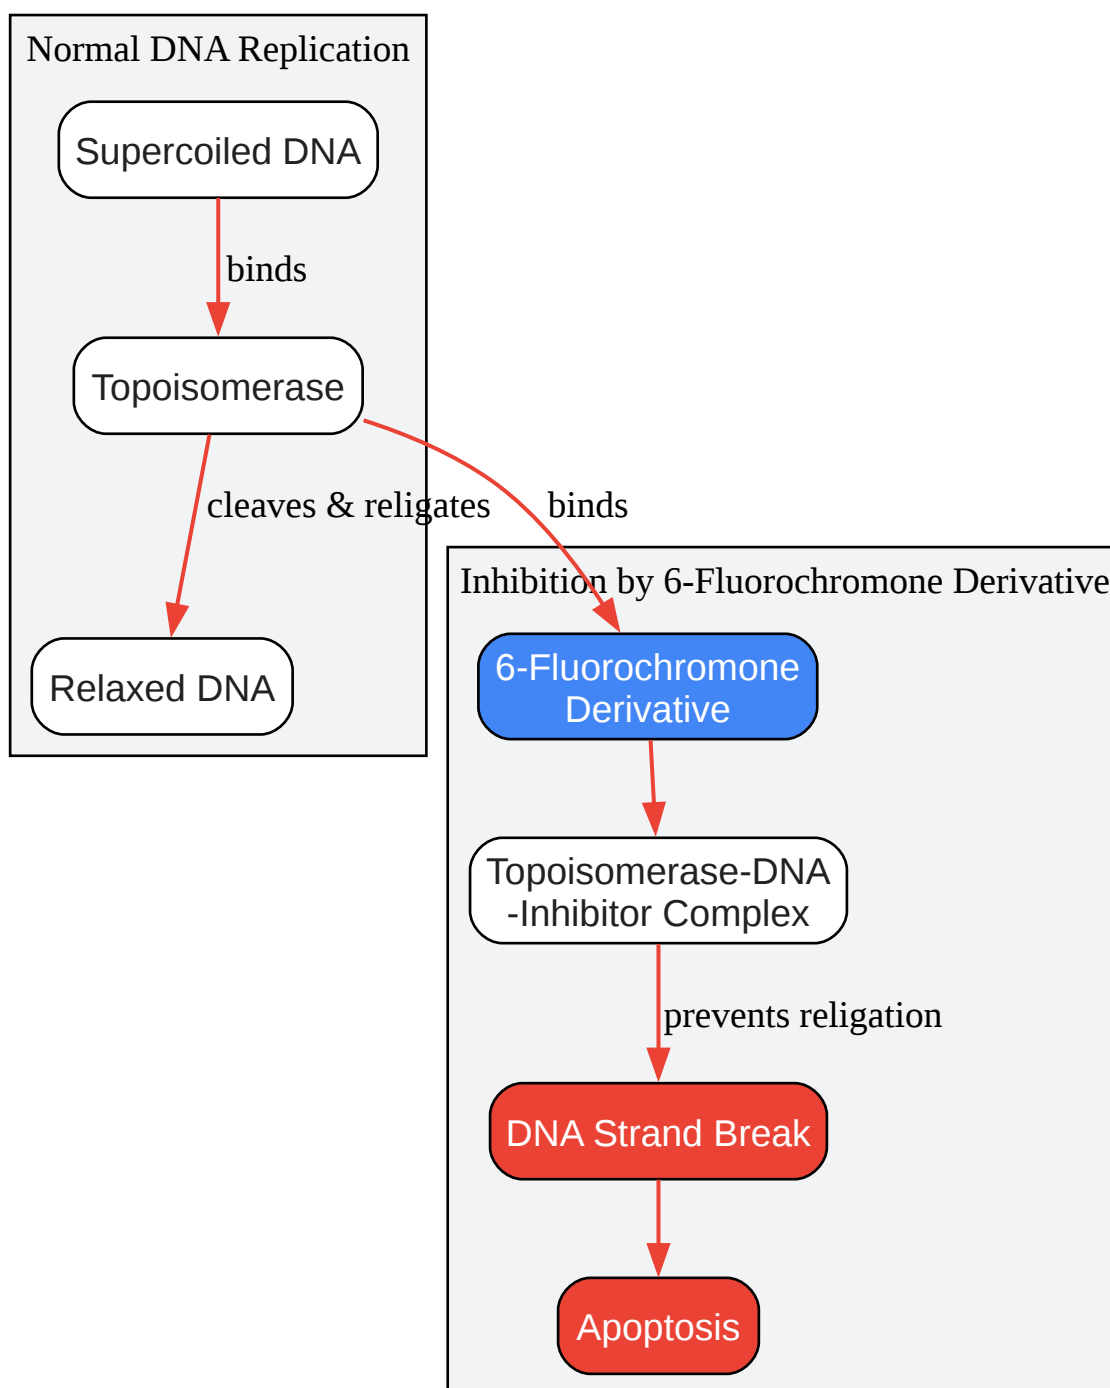 Normal DNA Replication
Supercoiled DNA
binds
Topoisomerase
cleaves & religates
binds
Relaxed DNA
Inhibition by 6-Fluorochromone Derivative
6-Fluorochromone
Derivative
Topoisomerase-DNA
-Inhibitor Complex
prevents religation
DNA Strand Break
Apoptosis